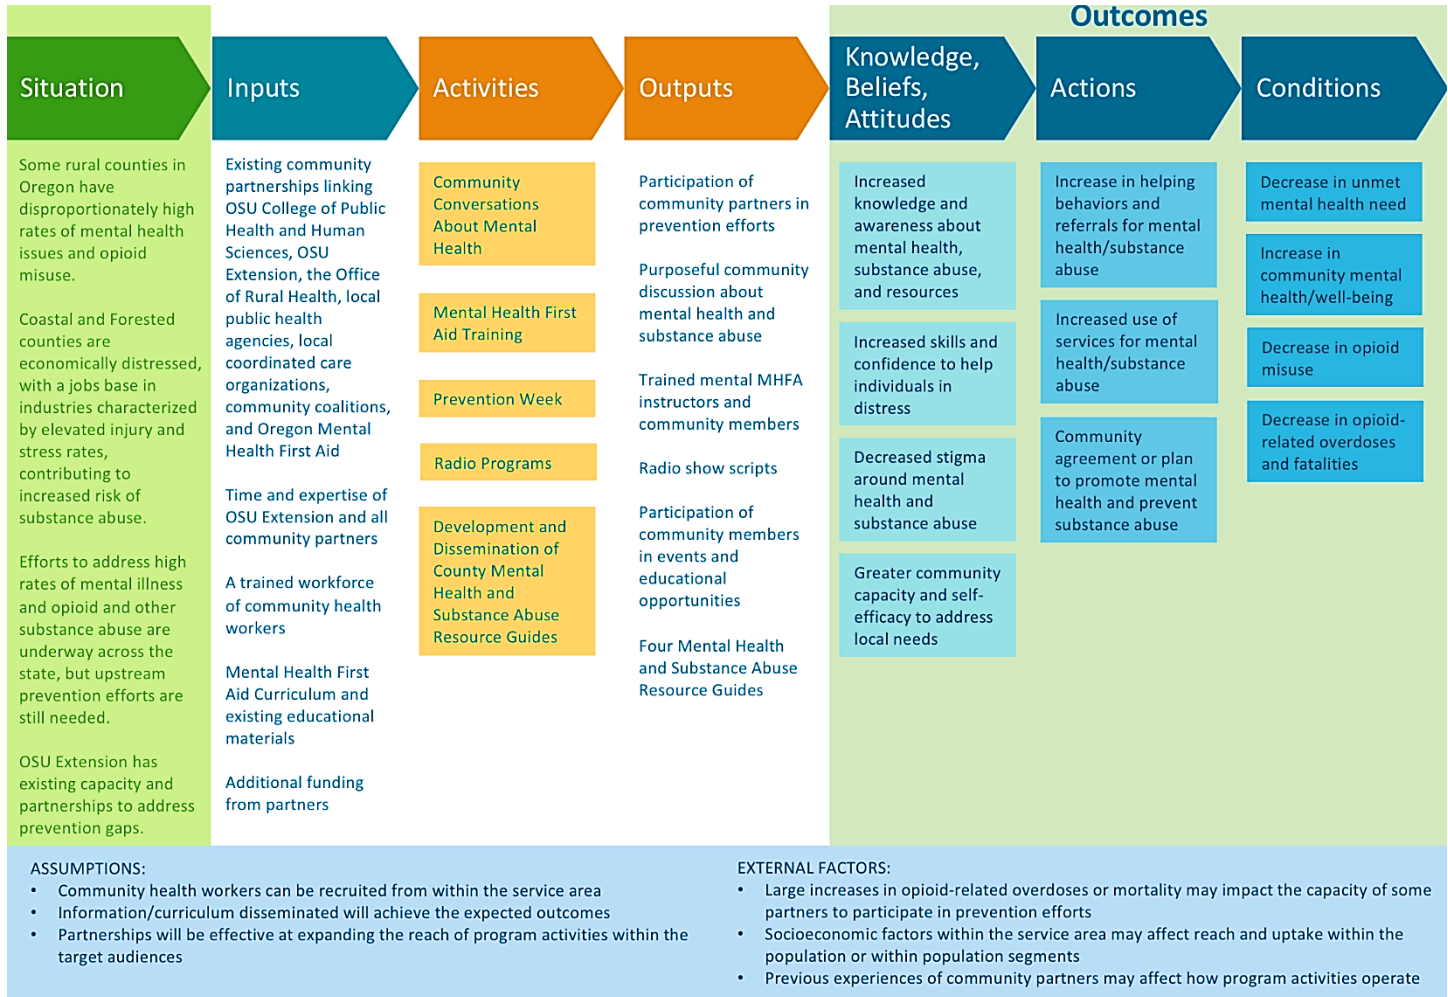 Outcomes
Situation
Inputs
Activities
Outputs
Knowledge,
Beliefs,
Attitudes
Actions
Conditions
Some rural counties in
Oregon have
disproportionately high
rates of mental health
issues and opioid
misuse.
Coastal and Forested
counties are
economically distressed,
with a jobs base in
industries characterized
by elevated injury and
stress rates,
contributing to
increased risk of
substance abuse.
Efforts to address high
rates of mental illness
and opioid and other
substance abuse are
underway across the
state, but upstream
prevention efforts are
still needed.
OSU Extension has
existing capacity and
partnerships to address
prevention gaps.
Existing community
partnerships linking
OSU College of Public
Health and Human
Sciences, OSU
Extension, the Office
of Rural Health, local
public health
agencies, local
coordinated care
organizations,
community coalitions,
and Oregon Mental
Health First Aid
Time and expertise of
OSU Extension and all
community partners
A trained workforce
of community health
workers
Mental Health First
Aid Curriculum and
existing educational
materials
Additional funding
from partners
Community
Conversations
About Mental
Health
Mental Health First
Aid Training
Prevention Week
Radio Programs
Development and
Dissemination of
County Mental
Health and
Substance Abuse
Resource Guides
Participation of
community partners in
prevention efforts
Purposeful community
discussion about
mental health and
substance abuse
Trained mental MHFA
instructors and
community members
Radio show scripts
Participation of
community members
in events and
educational
opportunities
Four Mental Health
and Substance Abuse
Resource Guides
Increased
knowledge and
awareness about
mental health,
substance abuse,
and resources
Increased skills and
confidence to help
individuals in
distress
Decreased stigma
around mental
health and
substance abuse
Greater community
capacity and self-
efficacy to address
local needs
Increase in helping
behaviors and
referrals for mental
health/substance
abuse
Increased use of
services for mental
health/substance
abuse
Community
agreement or plan
to promote mental
health and prevent
substance abuse
Decrease in unmet
mental health need
Increase in
community mental
health/well-being
Decrease in opioid
misuse
Decrease in opioid-
related overdoses
and fatalities
ASSUMPTIONS:
• Community health workers can be recruited from within the service area
• Information/curriculum disseminated will achieve the expected outcomes
• Partnerships will be effective at expanding the reach of program activities within the
target audiences
EXTERNAL FACTORS:
• Large increases in opioid-related overdoses or mortality may impact the capacity of some
partners to participate in prevention efforts
• Socioeconomic factors within the service area may affect reach and uptake within the
population or within population segments
• Previous experiences of community partners may affect how program activities operate